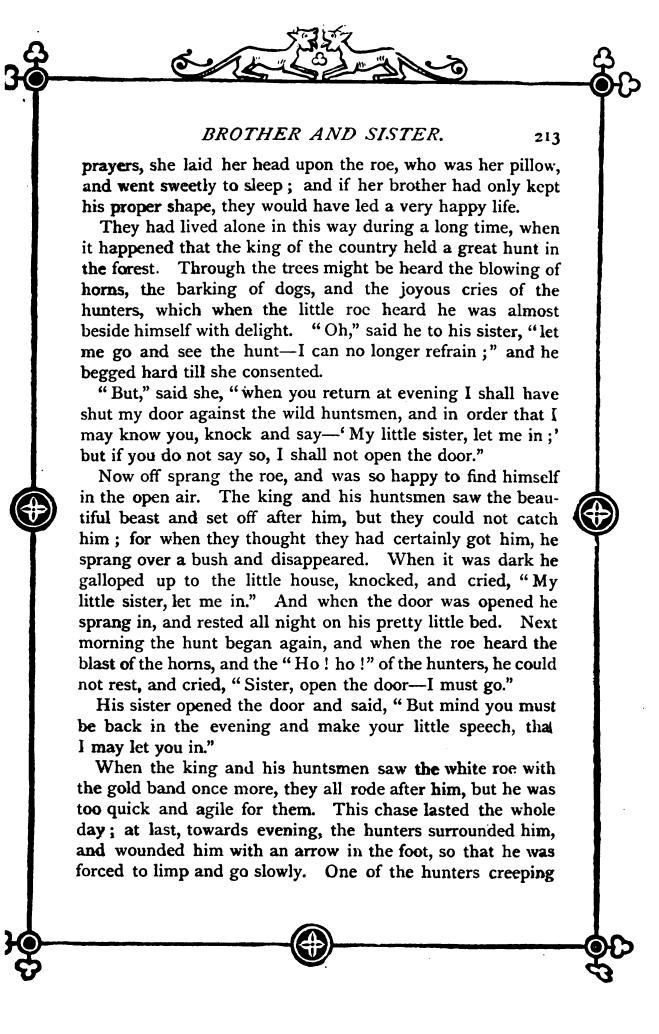 BROTHER AND SISTER. 213
prayers, she laid her head upon the roe, who was her pillow,
and went sweetly to sleep ; and if her brother had only kept
his proper shape, they would have led a very happy life.
They had lived alone in this way during a long time, when
it happened that the king of the country held a great hunt in
the forest. Through the trees might be heard the blowing of
horns, the barking of dogs, and the joyous cries of the
hunters, which when the little roe heard he was almost
beside himself with delight. “ Oh,” said he to his sister, “let
me go and see the hunt—I can no longer refrain ;” and he
begged hard till she consented.
“ But,” said she, “when you return at evening I shall have
shut my door against the wild huntsmen, and in order that I
may know you, knock and say—‘ My little sister, let me in ;’
but if you do not say so, I shall not open the door.”
Now off sprang the roe, and was so happy to find himself
in the open air. The king and his huntsmen saw the beau-
tiful beast and set off after him, but they could not catch
him ; for when they thought they had certainly got him, he
sprang over a bush and disappeared. When it was dark he
galloped up to the little house, knocked, and cried, “ My
little sister, let me in.” And when the door was opened he
sprang in, and rested all night on his pretty little bed. Next
morning the hunt began again, and when the roe heard the
blast of the horns, and the “ Ho ! ho !” of the hunters, he could
not rest, and cried, “ Sister, open the door—I must go.”
His sister opened the door and said, “ But mind you must
be back in the evening and make your little speech, that
I may let you in.”
When the king and his huntsmen saw the white roe with
the gold band once more, they all rode after him, but he was
too quick and agile for them. This chase lasted the whole
day ; at last, towards evening, the hunters surrounded him,
and wounded him with an arrow in the foot, so that he was
forced to limp and go slowly. One of the hunters creeping